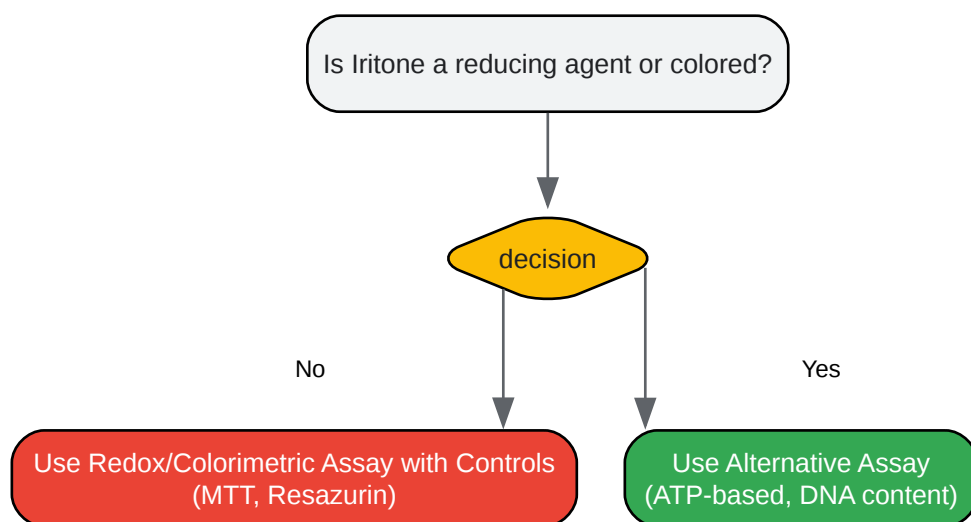 Is Iritone a reducing agent or colored?
decision
No
Yes
Use Redox/Colorimetric Assay with Controls
(MTT, Resazurin)
Use Alternative Assay
(ATP-based, DNA content)